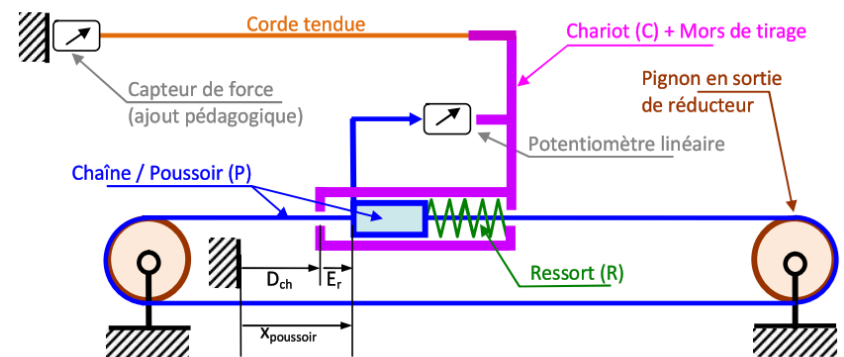 Corde tendue
Chariot (C) + Mors de tirage
Pignon en sortie
de réducteur
Capteur de force
(ajout pédagogique)
Potentiomètre linéaire
Chaîne / Poussoir (P)
Ressort (R)
Dch
Er
xpoussoir